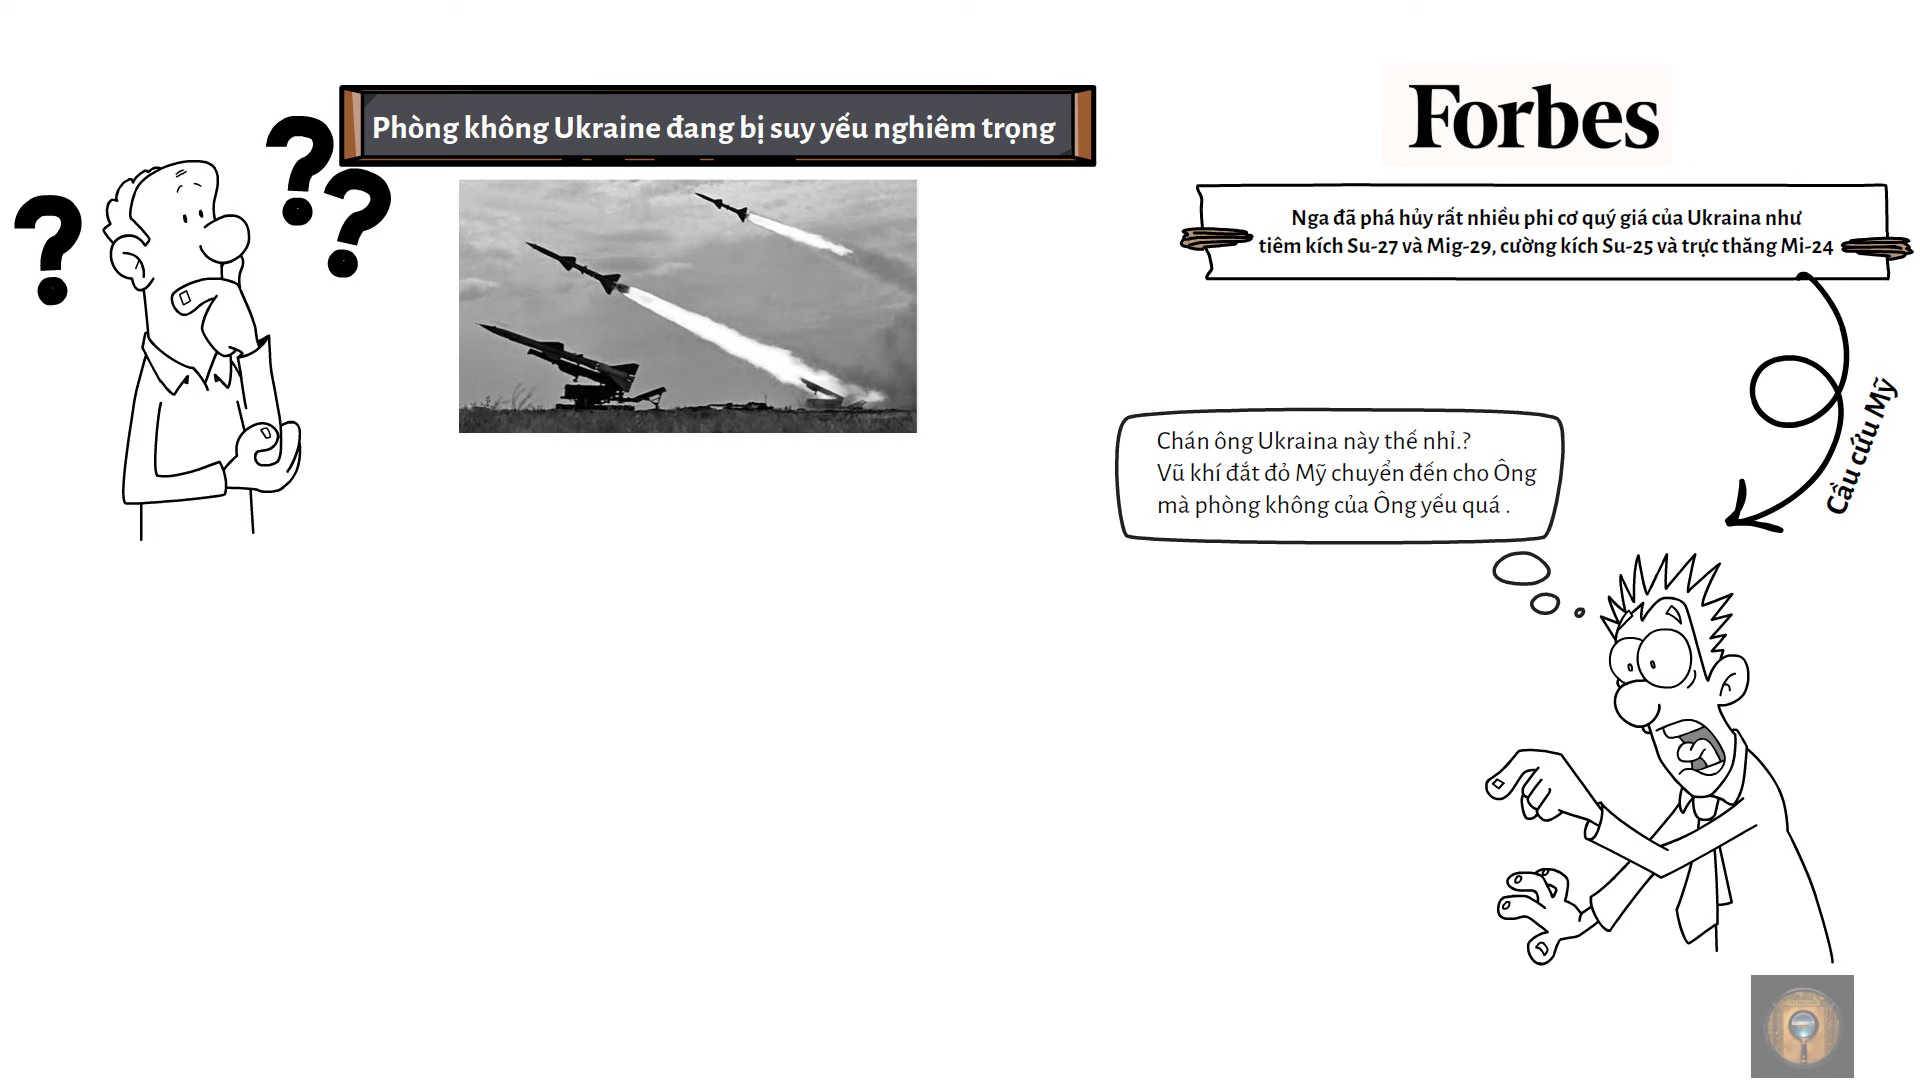 ?
?
?
Phòng không Ukraine đang bị suy yếu nghiêm trọng
Forbes
Nga đã phá hủy rất nhiều phi cơ quý giá của Ukraina như
tiêm kích Su-27 và Mig-29, cường kích Su-25 và trực thăng Mi-24
Cầu cứu Mỹ
Chán ông Ukraina này thế nhỉ.?
Vũ khí đắt đỏ Mỹ chuyển đến cho Ông
mà phòng không của Ông yếu quá .